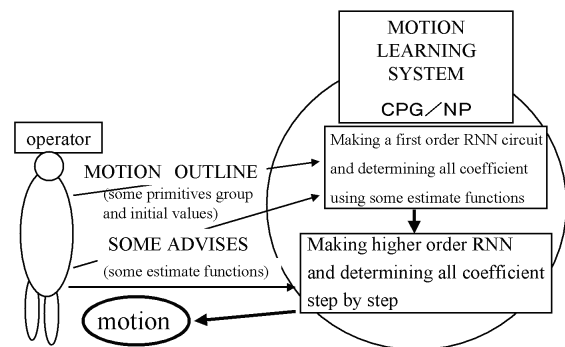 MOTION
LEARNING
SYSTEM
CPG／NP
operator
MOTION OUTLINE
(some primitives group
and initial values)
SOME ADVISES
(some estimate functions)
Making a first order RNN circuit
and determining all coefficient
using some estimate functions
Making higher order RNN
and determining all coefficient
step by step
motion